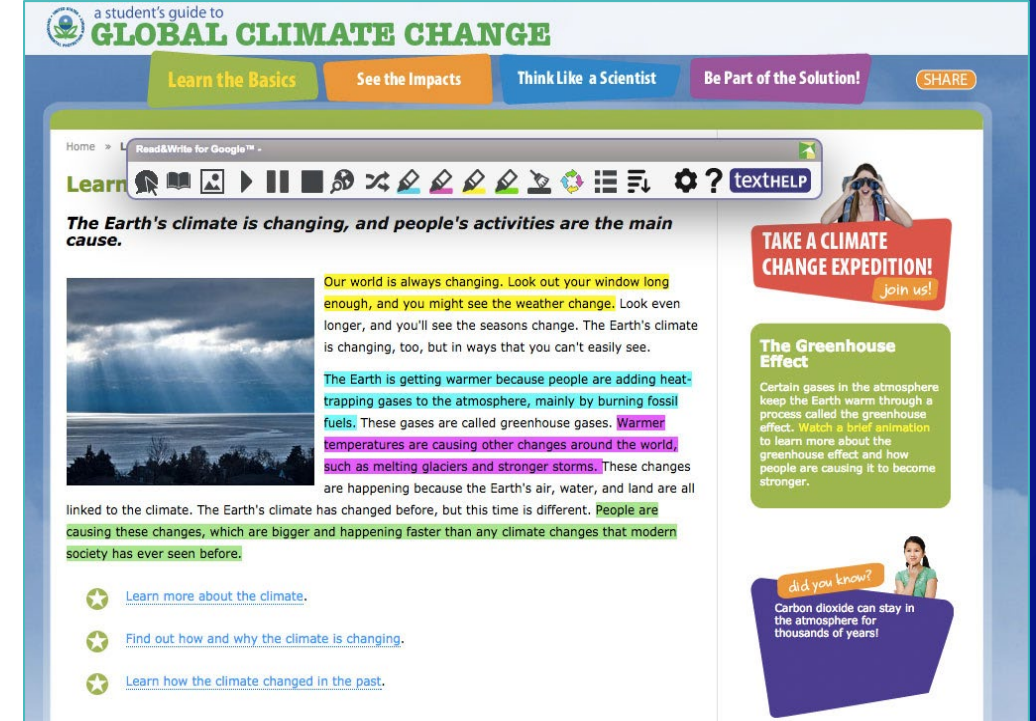 a student's guide to
GLOBAL CLIMATE CHANGE
Learn the Basics
See the Impacts
Think Like a Scientist
Be Part of the Solution!
SHARE
Home » L
Read&Write for Google™ -
Learn
? textHELP
The Earth's climate is changing, and people's activities are the main
cause.
Our world is always changing. Look out your window long
enough, and you might see the weather change. Look even
longer, and you'll see the seasons change. The Earth's climate
is changing, too, but in ways that you can't easily see.
The Earth is getting warmer because people are adding heat-
trapping gases to the atmosphere, mainly by burning fossil
fuels. These gases are called greenhouse gases. Warmer
temperatures are causing other changes around the world,
such as melting glaciers and stronger storms. These changes
are happening because the Earth's air, water, and land are all
linked to the climate. The Earth's climate has changed before, but this time is different. People are
causing these changes, which are bigger and happening faster than any climate changes that modern
society has ever seen before.
Learn more about the climate.
Find out how and why the climate is changing.
Learn how the climate changed in the past.
TAKE A CLIMATE
CHANGE EXPEDITION!
join us!
The Greenhouse
Effect
Certain gases in the atmosphere
keep the Earth warm through a
process called the greenhouse
effect. Watch a brief animation
to learn more about the
greenhouse effect and how
people are causing it to become
stronger.
did you know?
Carbon dioxide can stay in
the atmosphere for
thousands of years!